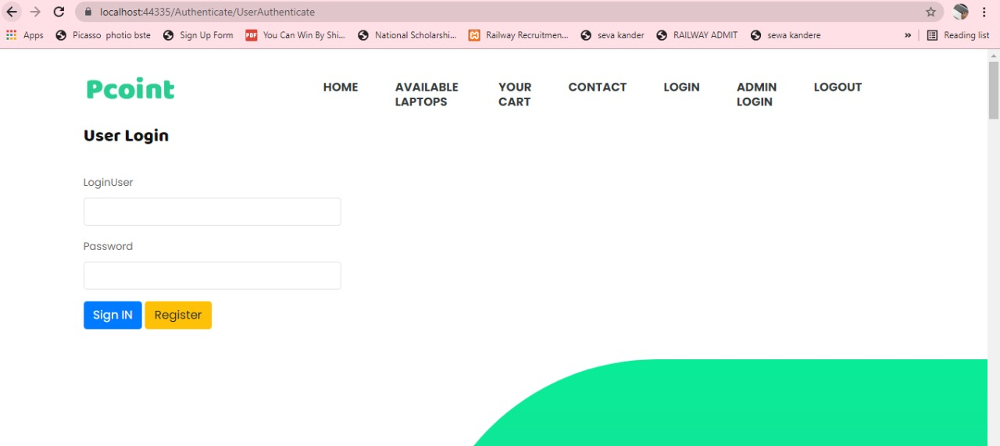 localhost:44335/Authenticate/UserAuthenticate
Apps Picasso photio bste Sign Up Form PDF You Can Win By Shi... National Scholarshi... Railway Recruitmen... seva kander RAILWAY ADMIT sewa kandere » Reading list
Pcoint
HOME AVAILABLE LAPTOPS YOUR CART CONTACT LOGIN ADMIN LOGIN LOGOUT
User Login
LoginUser
Password
Sign IN Register